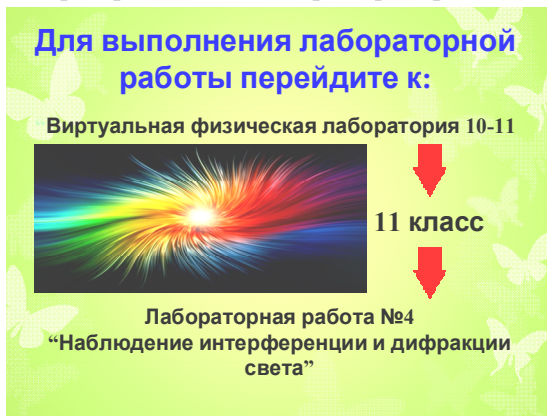 Для выполнения лабораторной
работы перейдите к:
Виртуальная физическая лаборатория 10-11
11 класс
Лабораторная работа №4
“Наблюдение интерференции и дифракции
света”